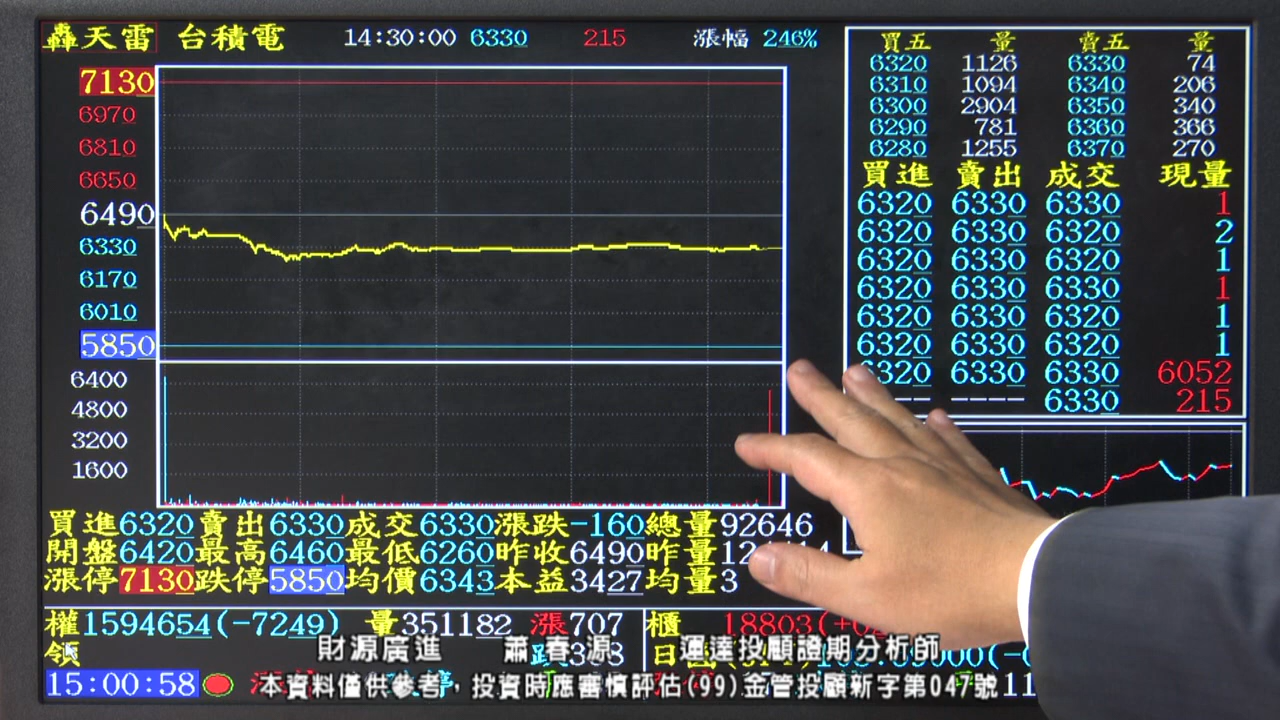 轟天雷 台積電 14:30:00 6330 215 漲幅 246%
買五 量 賣五 量
6320 1126 6330 74
6310 1094 6340 206
6300 2904 6350 340
6290 781 6360 366
6280 1255 6370 270
買進 賣出 成交 現量
6320 6330 6330 1
6320 6330 6320 2
6320 6330 6320 1
6320 6330 6330 1
6320 6330 6320 1
6320 6330 6320 1
6320 6330 6330 6052
6330 215
7130
6970
6810
6650
6490
6330
6170
6010
5850
6400
4800
3200
1600
買進6320賣出6330成交6330漲跌-160總量92646
開盤6420最高6460最低6260昨收6490昨量
漲停7130跌停5850均價6343本益3427均量3
權1594654(-7249) 量351182 漲707 櫃 18803
領
財源廣進 蕭春源 運達投顧證期分析師
15:00:58 本資料僅供參考，投資時應審慎評估(99)金管投顧新字第047號